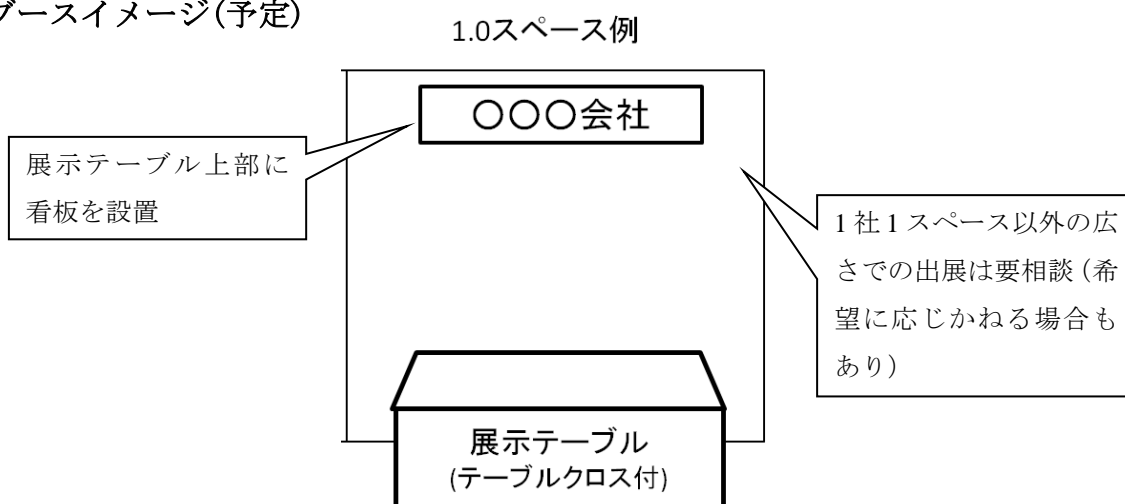 ブースイメージ(予定)
1.0スペース例
〇〇〇会社
展示テーブル上部に
看板を設置
1社1スペース以外の広
さでの出展は要相談（希
望に応じかねる場合も
あり）
展示テーブル
(テーブルクロス付)